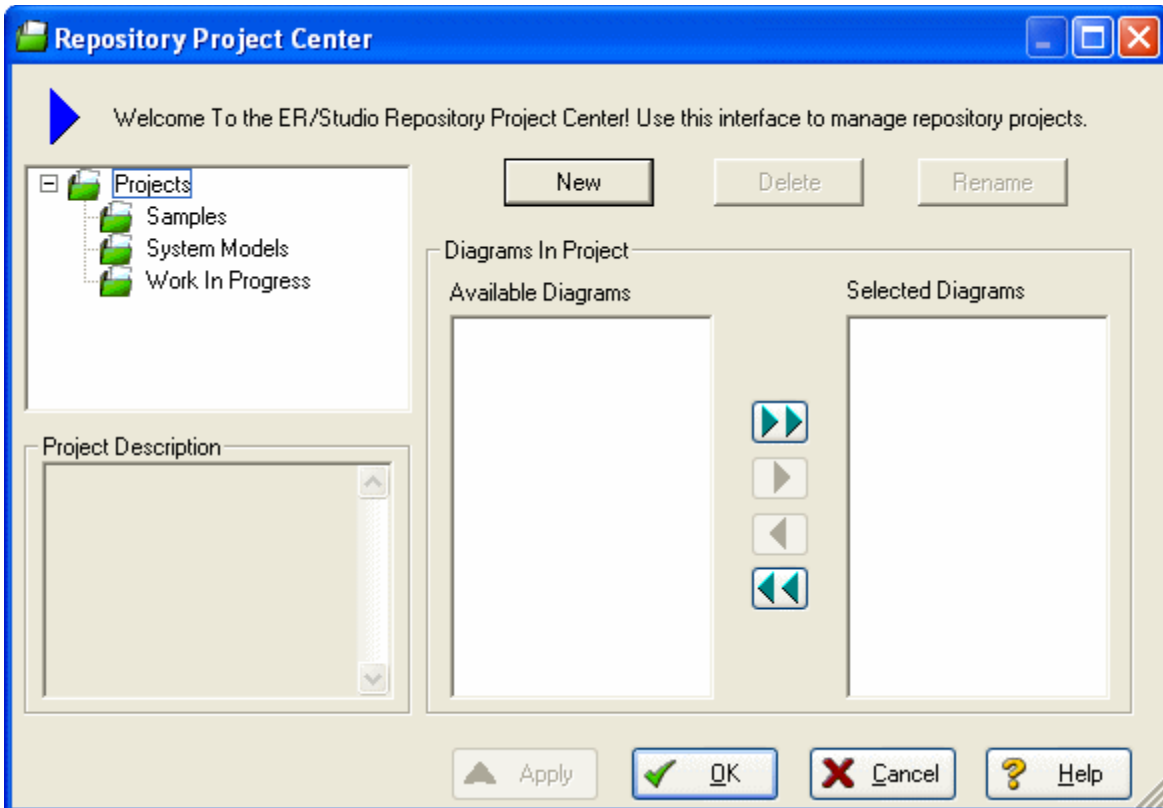 Repository Project Center
Welcome To the ER/Studio Repository Project Center! Use this interface to manage repository projects.
Projects
Samples
System Models
Work In Progress
New
Delete
Rename
Diagrams In Project
Available Diagrams
Selected Diagrams
Project Description
Apply
OK
Cancel
Help